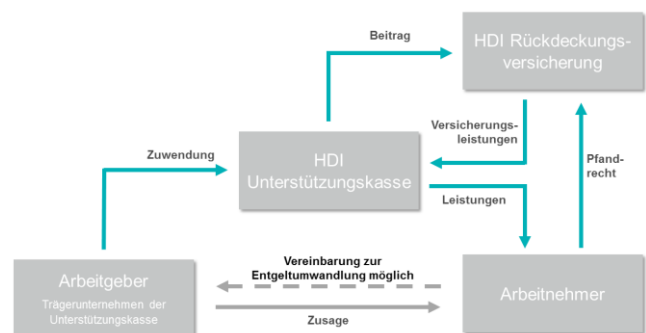 Beitrag
HDI Rückdeckungs-
versicherung
Zuwendung
HDI
Unterstützungskasse
Versicherungs-
leistungen
Pfand-
recht
Leistungen
Arbeitgeber
Trägerunternehmen der
Unterstützungskasse
Vereinbarung zur
Entgeltumwandlung möglich
Zusage
Arbeitnehmer